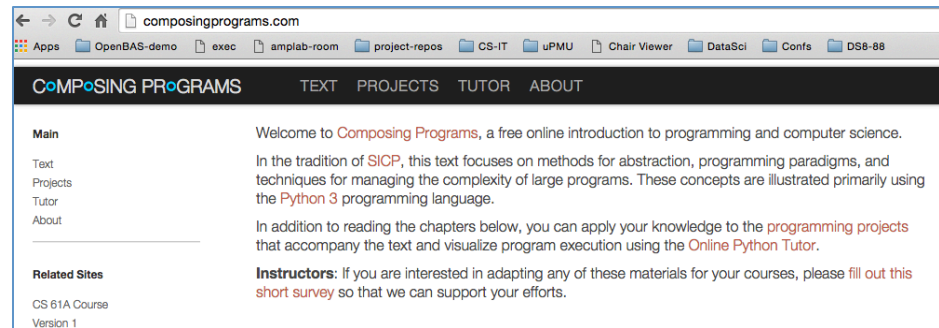 composingprograms.com
Apps OpenBAS-demo exec amplab-room project-repos CS-IT uPMU Chair Viewer DataSci Confs DS8-88
COMPOSING PROGRAMS TEXT PROJECTS TUTOR ABOUT
Main
Text
Projects
Tutor
About
Related Sites
CS 61A Course
Version 1
Welcome to Composing Programs, a free online introduction to programming and computer science.
In the tradition of SICP, this text focuses on methods for abstraction, programming paradigms, and
techniques for managing the complexity of large programs. These concepts are illustrated primarily using
the Python 3 programming language.
In addition to reading the chapters below, you can apply your knowledge to the programming projects
that accompany the text and visualize program execution using the Online Python Tutor.
Instructors: If you are interested in adapting any of these materials for your courses, please fill out this
short survey so that we can support your efforts.